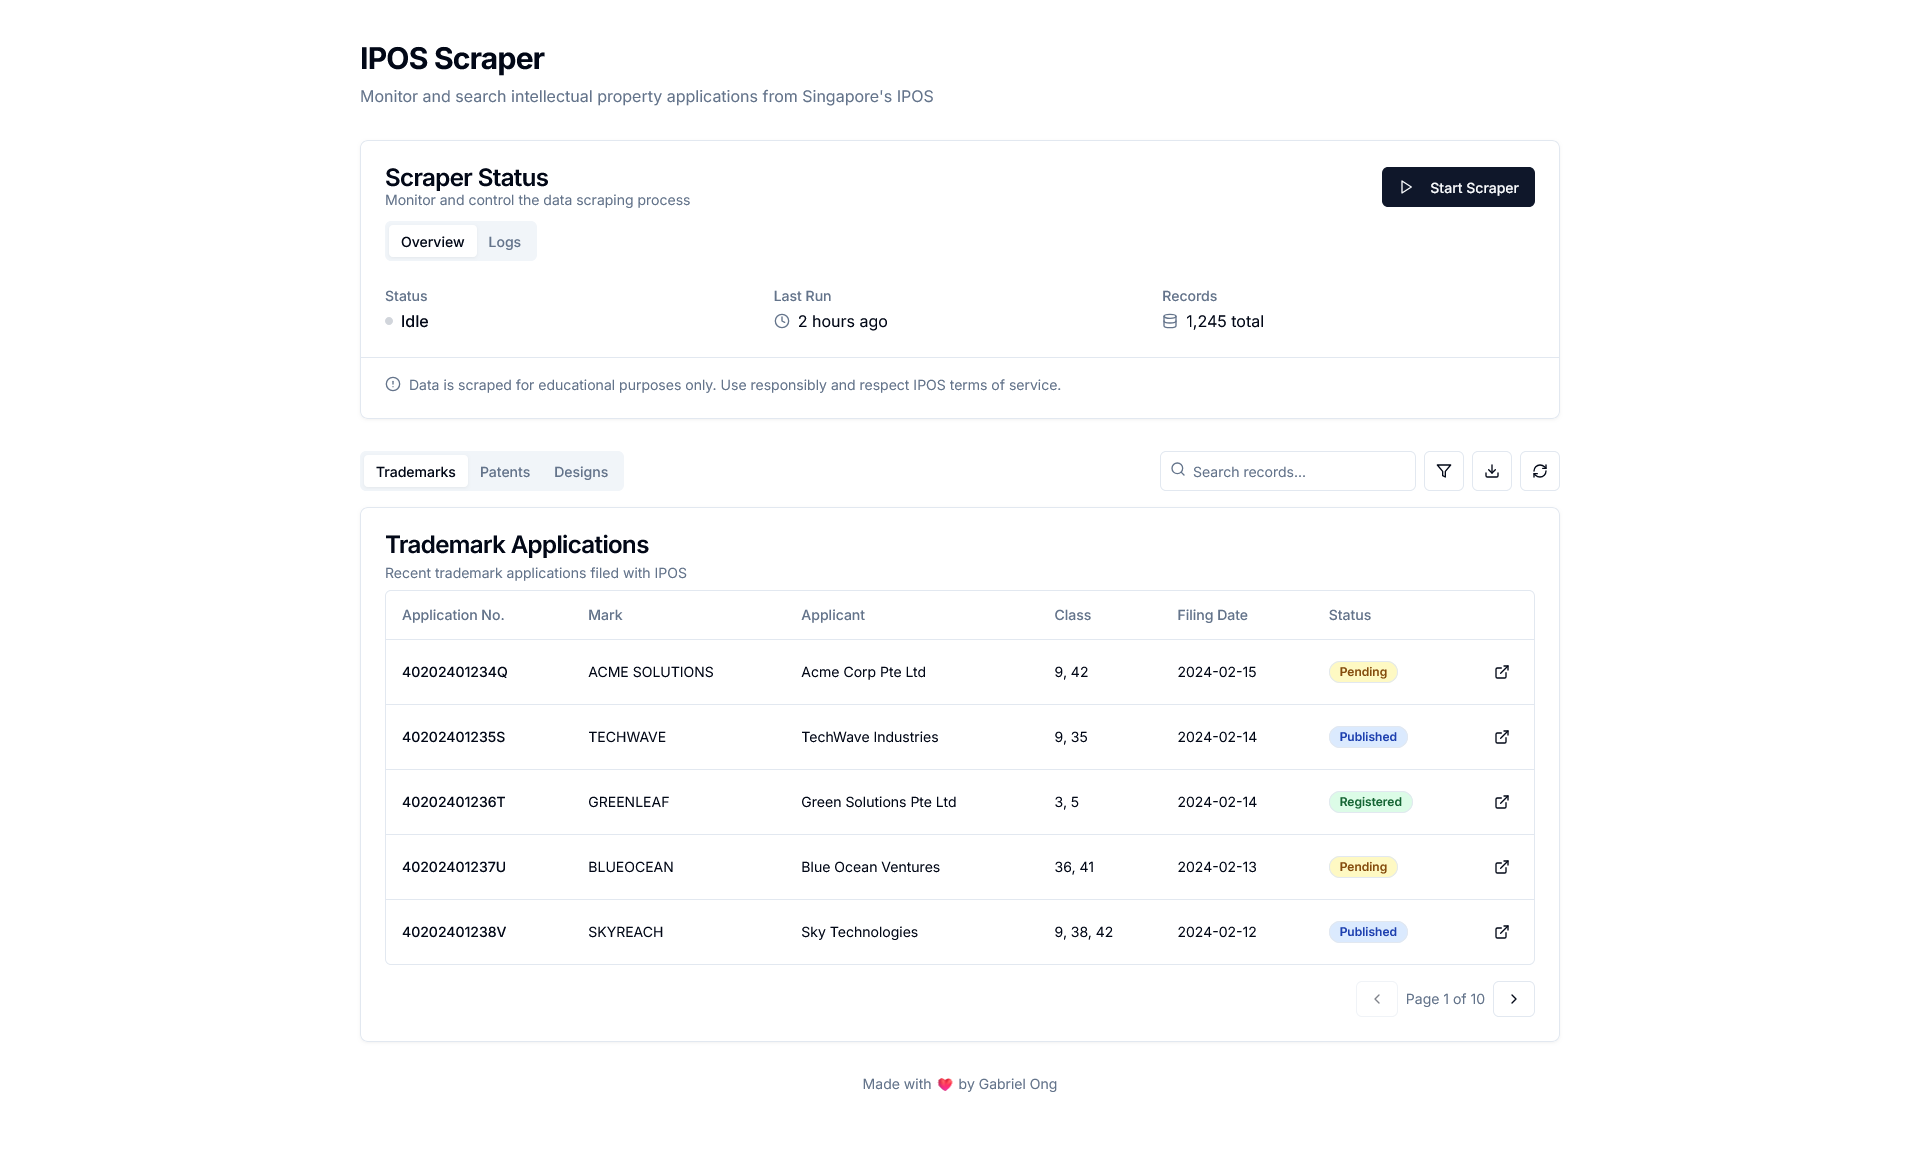 IPOS Scraper
Monitor and search intellectual property applications from Singapore's IPOS
Scraper Status
Monitor and control the data scraping process
Start Scraper
Overview Logs
Status Last Run Records
Idle 2 hours ago 1,245 total
Data is scraped for educational purposes only. Use responsibly and respect IPOS terms of service.
Trademarks Patents Designs Search records...
Trademark Applications
Recent trademark applications filed with IPOS
Application No. Mark Applicant Class Filing Date Status
40202401234Q ACME SOLUTIONS Acme Corp Pte Ltd 9, 42 2024-02-15 Pending
40202401235S TECHWAVE TechWave Industries 9, 35 2024-02-14 Published
40202401236T GREENLEAF Green Solutions Pte Ltd 3, 5 2024-02-14 Registered
40202401237U BLUEOCEAN Blue Ocean Ventures 36, 41 2024-02-13 Pending
40202401238V SKYREACH Sky Technologies 9, 38, 42 2024-02-12 Published
Page 1 of 10
Made with ❤️ by Gabriel Ong